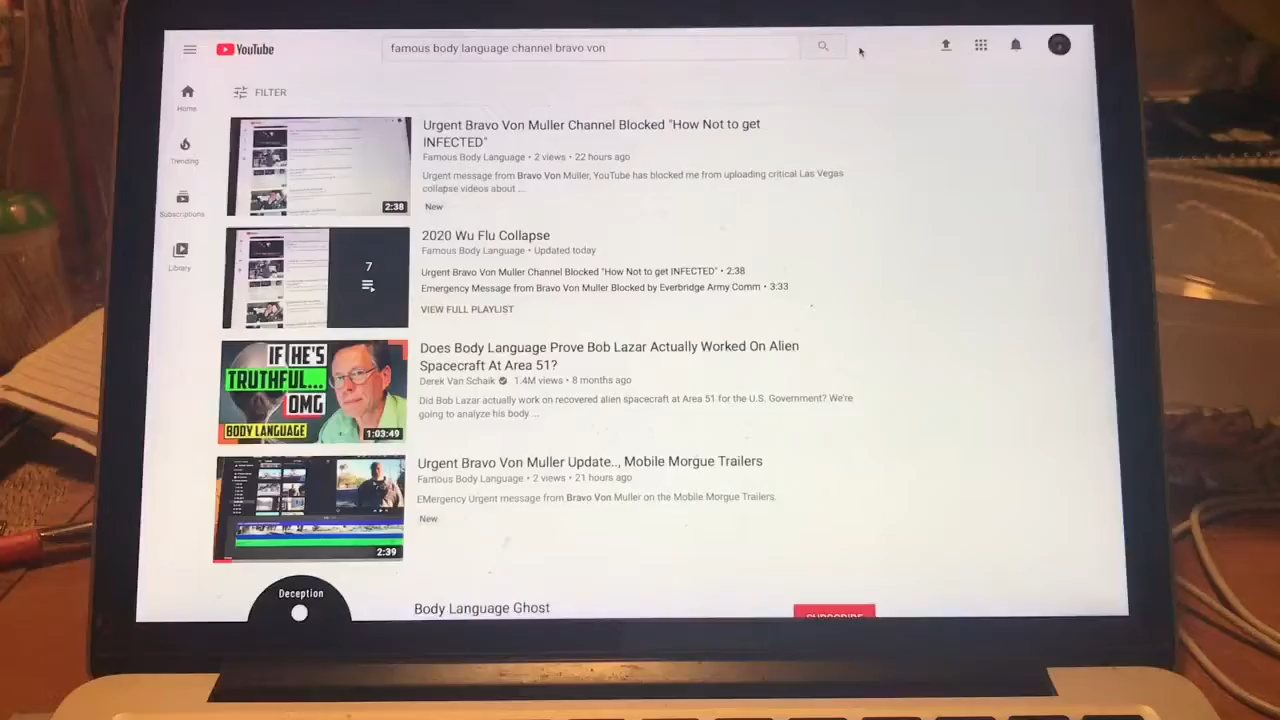 YouTube
famous body language channel bravo von
Home
Trending
Subscriptions
Library
FILTER
Urgent Bravo Von Muller Channel Blocked "How Not to get
INFECTED"
Famous Body Language • 2 views • 22 hours ago
Urgent message from Bravo Von Muller, YouTube has blocked me from uploading critical Las Vegas
collapse videos about ...
New
2:38
2020 Wu Flu Collapse
Famous Body Language • Updated today
Urgent Bravo Von Muller Channel Blocked "How Not to get INFECTED" • 2:38
Emergency Message from Bravo Von Muller Blocked by Everbridge Army Comm • 3:33
VIEW FULL PLAYLIST
7
Does Body Language Prove Bob Lazar Actually Worked On Alien
Spacecraft At Area 51?
Derek Van Schaik 1.4M views • 8 months ago
Did Bob Lazar actually work on recovered alien spacecraft at Area 51 for the U.S. Government? We're
going to analyze his body ...
IF HE'S
TRUTHFUL...
OMG
BODY LANGUAGE
1:03:49
Urgent Bravo Von Muller Update.., Mobile Morgue Trailers
Famous Body Language • 2 views • 21 hours ago
EMergency Urgent message from Bravo Von Muller on the Mobile Morgue Trailers.
New
2:39
Deception
Body Language Ghost
SUBSCRIBE